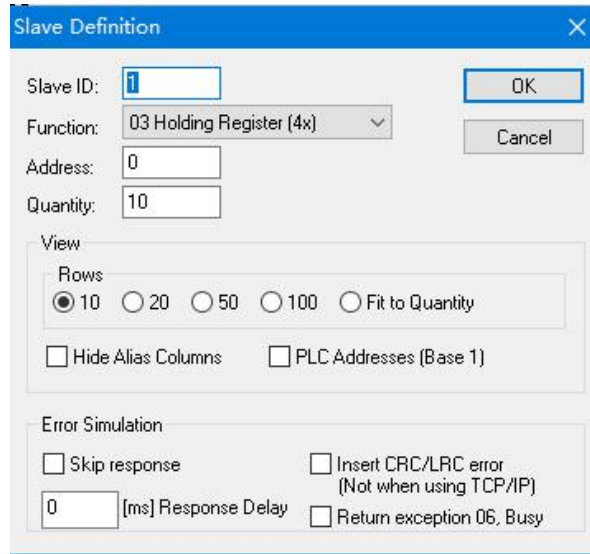 Slave Definition
Slave ID: 1
OK
Function: 03 Holding Register (4x)
Cancel
Address: 0
Quantity: 10
View
Rows
10 20 50 100 Fit to Quantity
Hide Alias Columns PLC Addresses (Base 1)
Error Simulation
Skip response
Insert CRC/LRC error
(Not when using TCP/IP)
0 [ms] Response Delay
Return exception 06, Busy